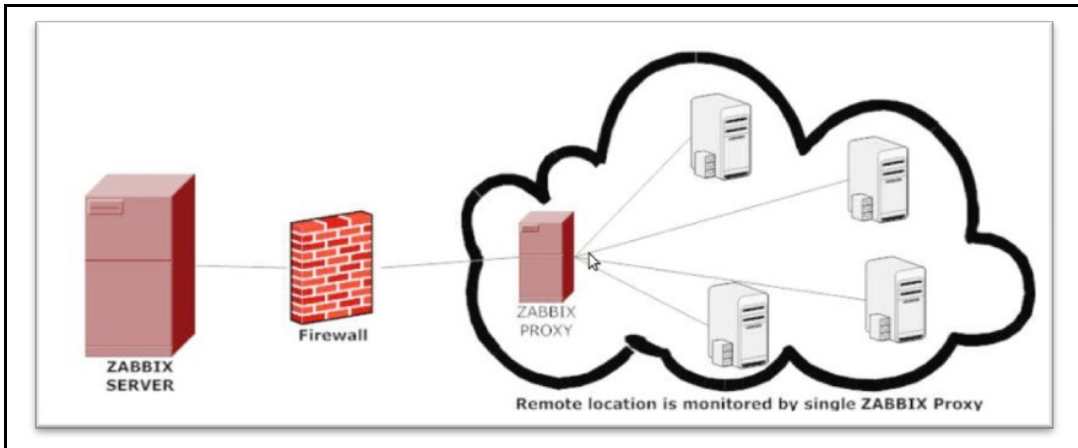 ZABBIX
SERVER
Firewall
ZABBIX
PROXY
Remote location is monitored by single ZABBIX Proxy